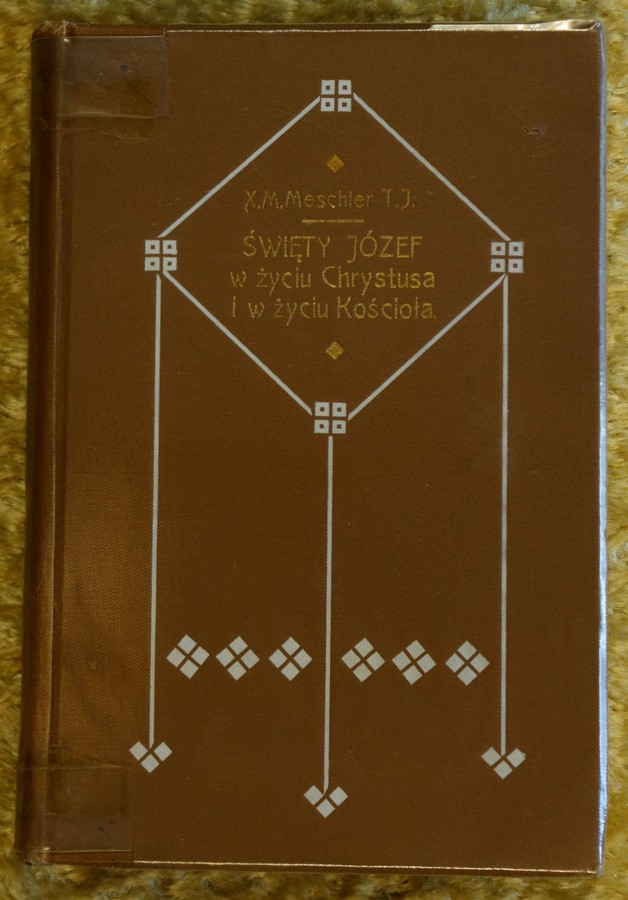 X.M.Meschler T.J.
ŚWIĘTY JÓZEF
w życiu Chrystusa
i w życiu Kościoła.